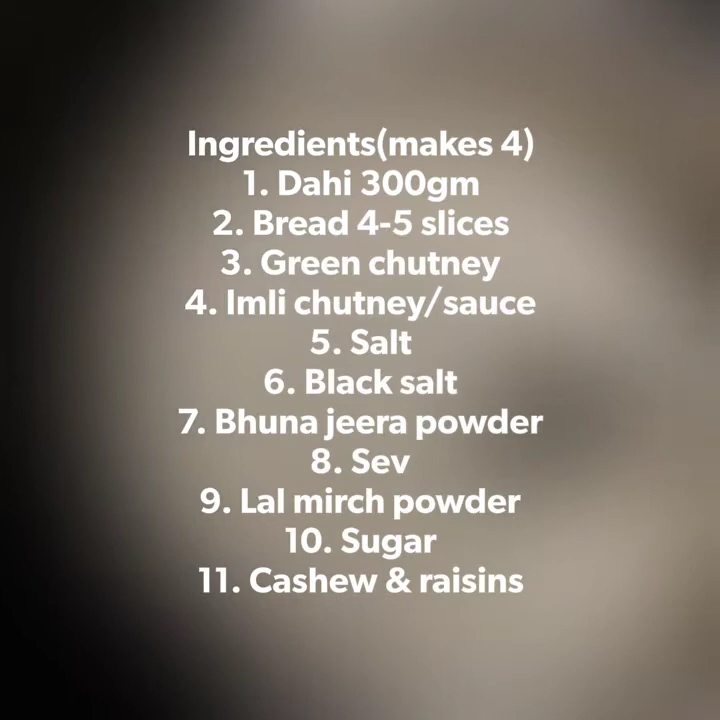 Ingredients(makes 4)
1. Dahi 300gm
2. Bread 4-5 slices
3. Green chutney
4. Imli chutney/sauce
5. Salt
6. Black salt
7. Bhuna jeera powder
8. Sev
9. Lal mirch powder
10. Sugar
11. Cashew & raisins